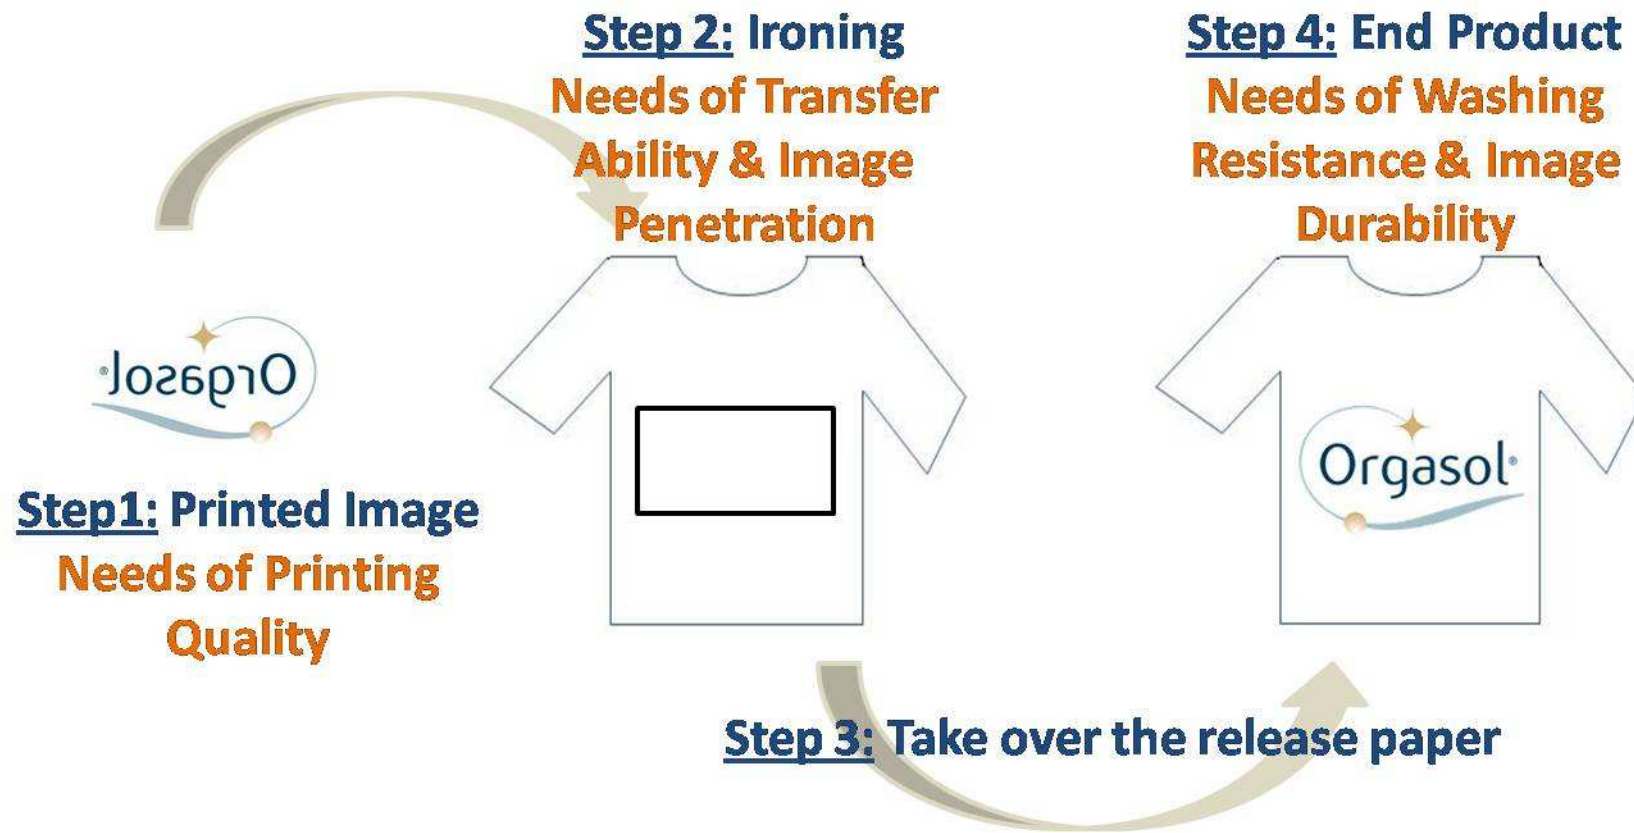 Step1: Printed Image
Needs of Printing
Quality
Orgasol®
Step 2: Ironing
Needs of Transfer
Ability & Image
Penetration
Step 3: Take over the release paper
Step 4: End Product
Needs of Washing
Resistance & Image
Durability
Orgasol®